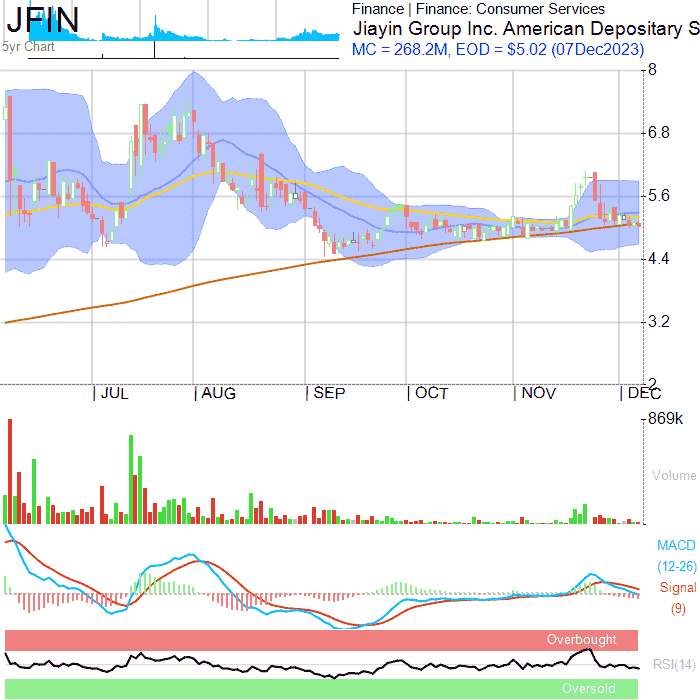 JFIN
5yr Chart
Finance | Finance: Consumer Services
Jiayin Group Inc. American Depositary S
MC = 268.2M, EOD = $5.02 (07Dec2023)
8
6.8
5.6
4.4
3.2
2
JUL AUG SEP OCT NOV DEC
869k
Volume
MACD
(12-26)
Signal
(9)
Overbought
RSI(14)
Oversold